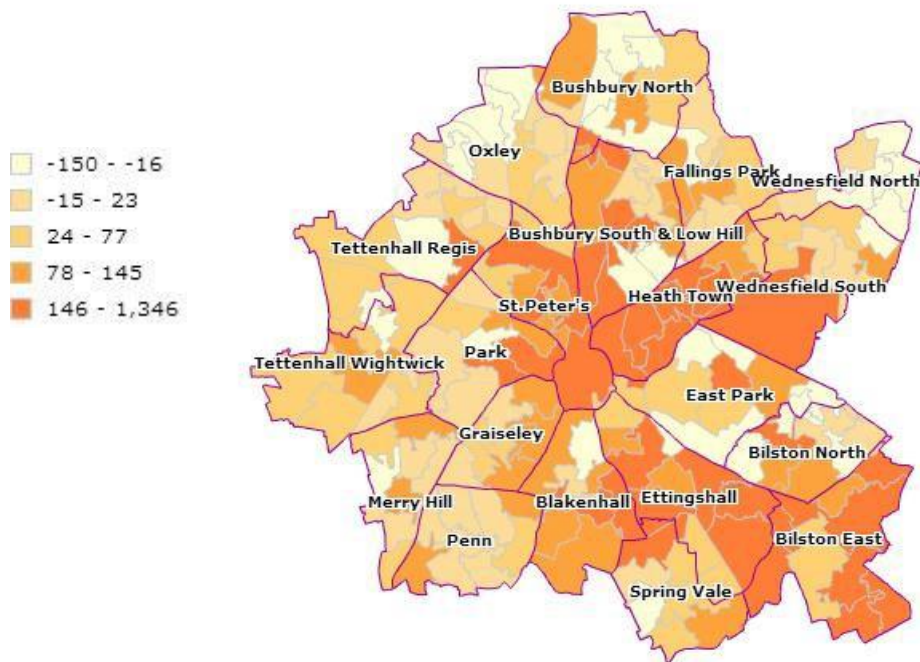 -150 - -16
-15 - 23
24 - 77
78 - 145
146 - 1,346
Bushbury North
Oxley
Fallings Park
Wednesfield North
Bushbury South & Low Hill
Tettenhall Regis
Wednesfield South
Heath Town
St.Peter's
Park
Tettenhall Wightwick
East Park
Graiseley
Bilston North
Merry Hill
Blakenhall
Ettingshall
Penn
Bilston East
Spring Vale